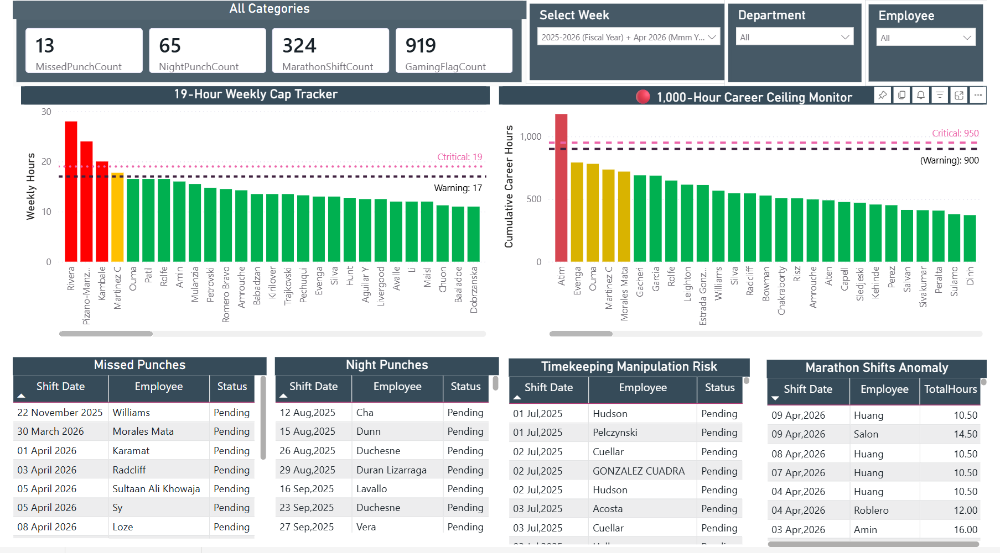 All Categories
13
MissedPunchCount
65
NightPunchCount
324
MarathonShiftCount
919
GamingFlagCount
Select Week
2025-2026 (Fiscal Year) + Apr 2026 (Mmm Y...
Department
All
Employee
All
19-Hour Weekly Cap Tracker
Weekly Hours
30
20
10
0
Ctritical: 19
Warning: 17
Rivera
Pizano-Manz...
Kambale
Martinez C
Ouma
Patil
Rolfe
Amin
Mulanzia
Petrovski
Romero Bravo
Amrouche
Babadzan
Kirilover
Trajkovski
Pechuqui
Evenga
Silva
Hunt
Aguilar Y
Livergood
Avalle
Li
Maisl
Chuon
Baaladoe
Dobrzanska
1,000-Hour Career Ceiling Monitor
Cumulative Career Hours
1,000
500
0
Critical: 950
(Warning): 900
Atim
Evenga
Ouma
Martinez C
Morales Mata
Gacheri
Garcia
Rolfe
Leighton
Estrada Gonz...
Williams
Silva
Radcliff
Bowman
Chakraborty
Risz
Amrouche
Aten
Capell
Sledjeski
Kehinde
Perez
Salvan
Sivakumar
Peralta
Sulamo
Dinh
Missed Punches
Shift Date Employee Status
22 November 2025 Williams Pending
30 March 2026 Morales Mata Pending
01 April 2026 Karamat Pending
03 April 2026 Radcliff Pending
05 April 2026 Sultaan Ali Khowaja Pending
05 April 2026 Sy Pending
08 April 2026 Loze Pending
Night Punches
Shift Date Employee Status
12 Aug,2025 Cha Pending
15 Aug,2025 Dunn Pending
26 Aug,2025 Duchesne Pending
29 Aug,2025 Duran Lizarraga Pending
16 Sep,2025 Lavallo Pending
23 Sep,2025 Duchesne Pending
27 Sep,2025 Vera Pending
Timekeeping Manipulation Risk
Shift Date Employee Status
01 Jul,2025 Hudson Pending
01 Jul,2025 Pelczynski Pending
02 Jul,2025 Cuellar Pending
02 Jul,2025 GONZALEZ CUADRA Pending
02 Jul,2025 Hudson Pending
03 Jul,2025 Acosta Pending
03 Jul,2025 Cuellar Pending
Marathon Shifts Anomaly
Shift Date Employee TotalHours
09 Apr,2026 Huang 10.50
09 Apr,2026 Salon 14.50
08 Apr,2026 Huang 10.50
07 Apr,2026 Huang 10.50
04 Apr,2026 Huang 10.50
04 Apr,2026 Roblero 12.00
03 Apr,2026 Amin 16.00